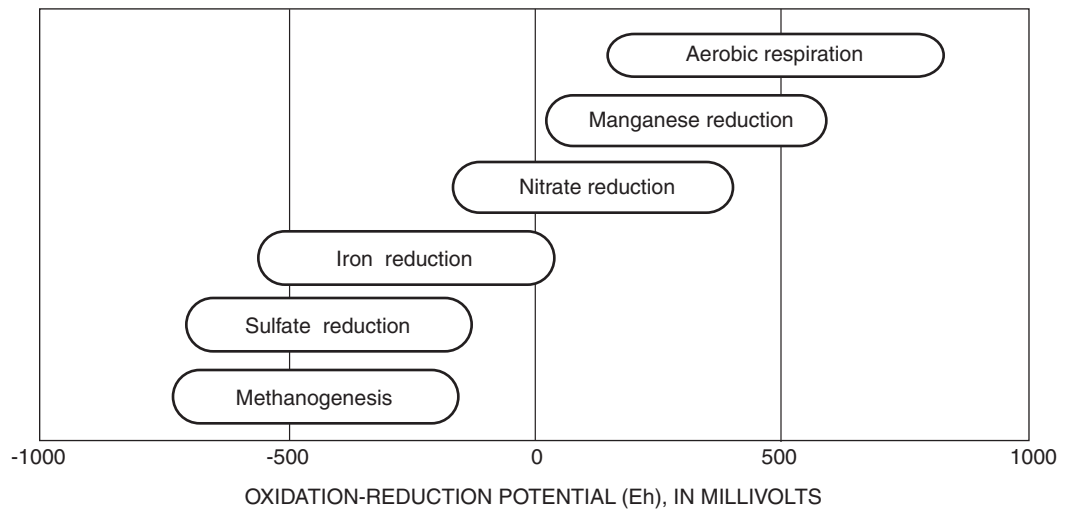 Aerobic respiration
Manganese reduction
Nitrate reduction
Iron reduction
Sulfate reduction
Methanogenesis
-1000 -500 0 500 1000
OXIDATION-REDUCTION POTENTIAL (Eh), IN MILLIVOLTS